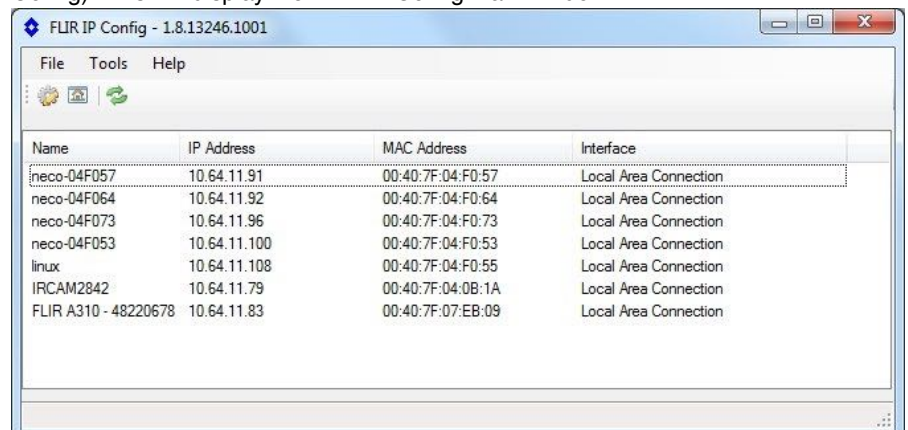 FLIR IP Config - 1.8.13246.1001
File Tools Help
Name IP Address MAC Address Interface
neco-04F057 10.64.11.91 00:40:7F:04:F0:57 Local Area Connection
neco-04F064 10.64.11.92 00:40:7F:04:F0:64 Local Area Connection
neco-04F073 10.64.11.96 00:40:7F:04:F0:73 Local Area Connection
neco-04F053 10.64.11.100 00:40:7F:04:F0:53 Local Area Connection
linux 10.64.11.108 00:40:7F:04:F0:55 Local Area Connection
IRCAM2842 10.64.11.79 00:40:7F:04:0B:1A Local Area Connection
FLIR A310 - 48220678 10.64.11.83 00:40:7F:07:EB:09 Local Area Connection